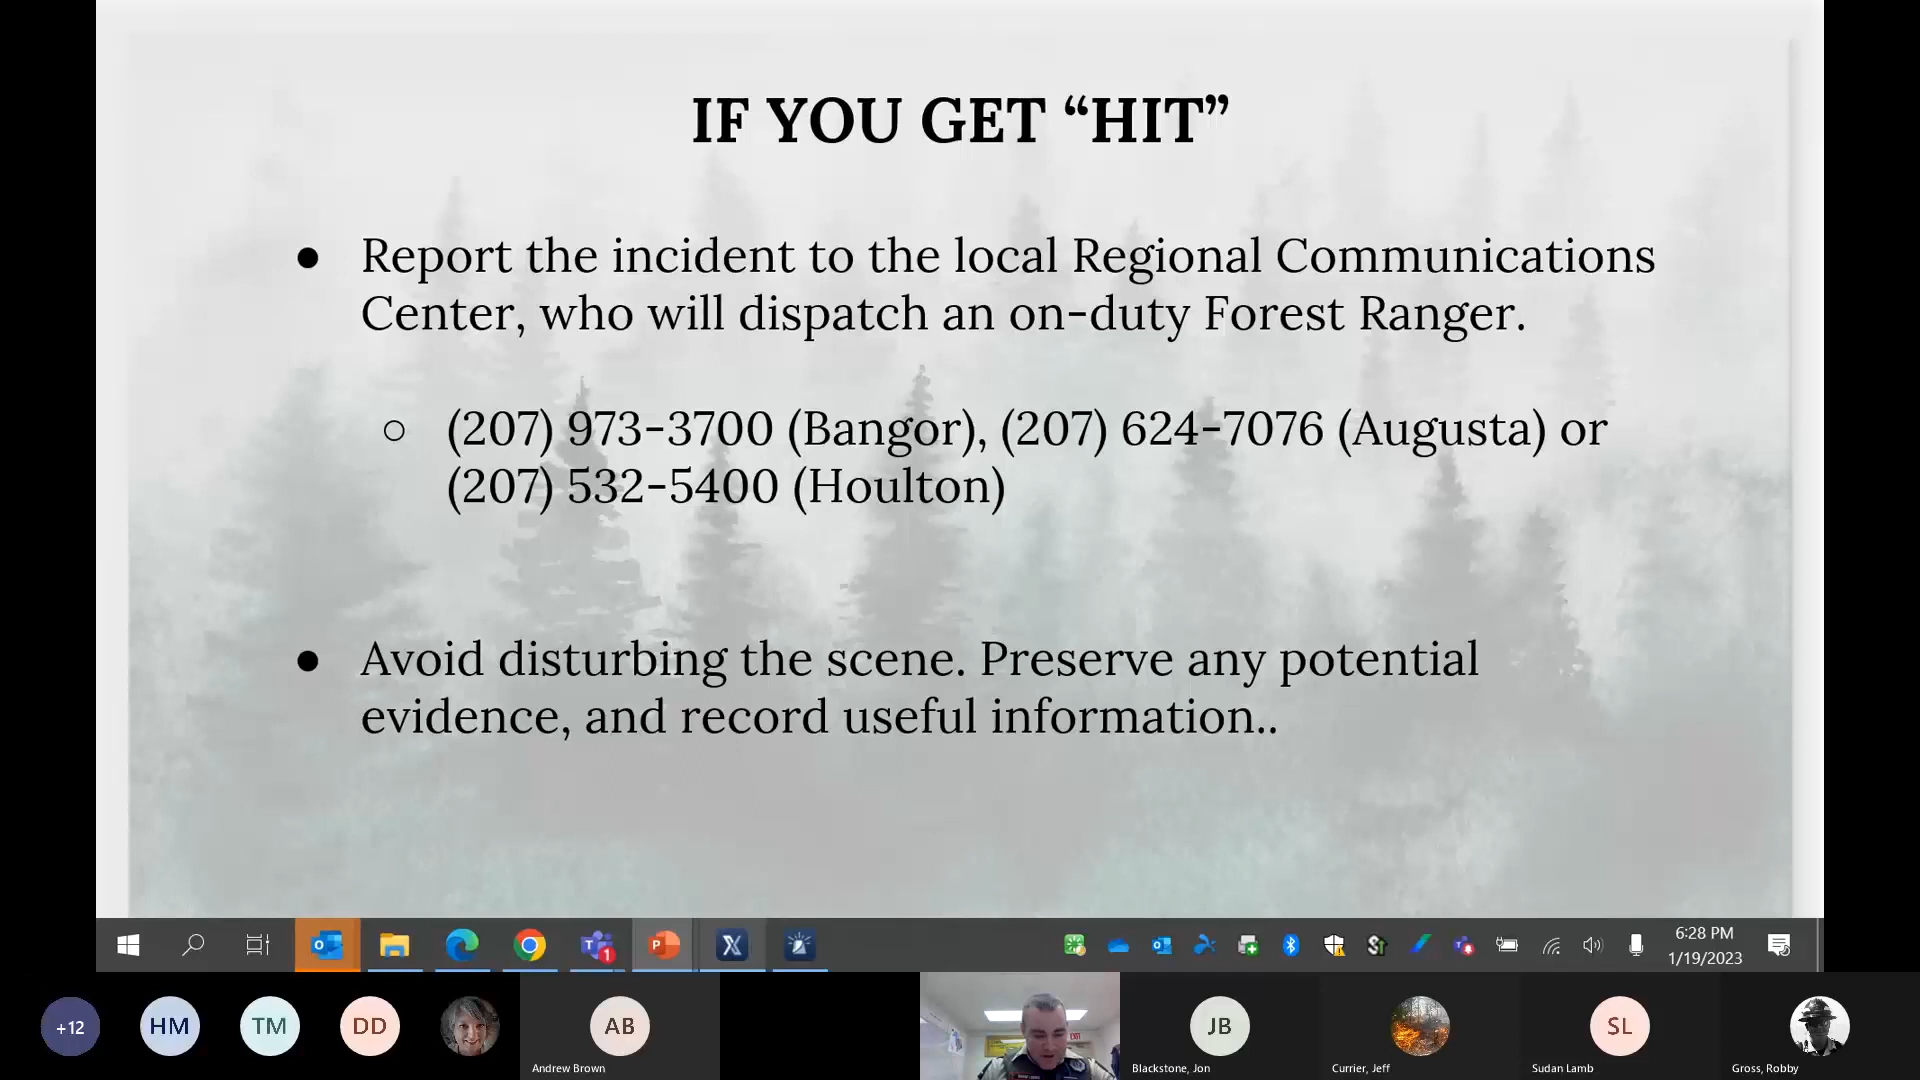 IF YOU GET “HIT”
● Report the incident to the local Regional Communications
Center, who will dispatch an on-duty Forest Ranger.
○ (207) 973-3700 (Bangor), (207) 624-7076 (Augusta) or
(207) 532-5400 (Houlton)
● Avoid disturbing the scene. Preserve any potential
evidence, and record useful information..
6:28 PM
1/19/2023
+12
HM
TM
DD
AB
Andrew Brown
JB
Blackstone, Jon
Currier, Jeff
SL
Sudan Lamb
Gross, Robby